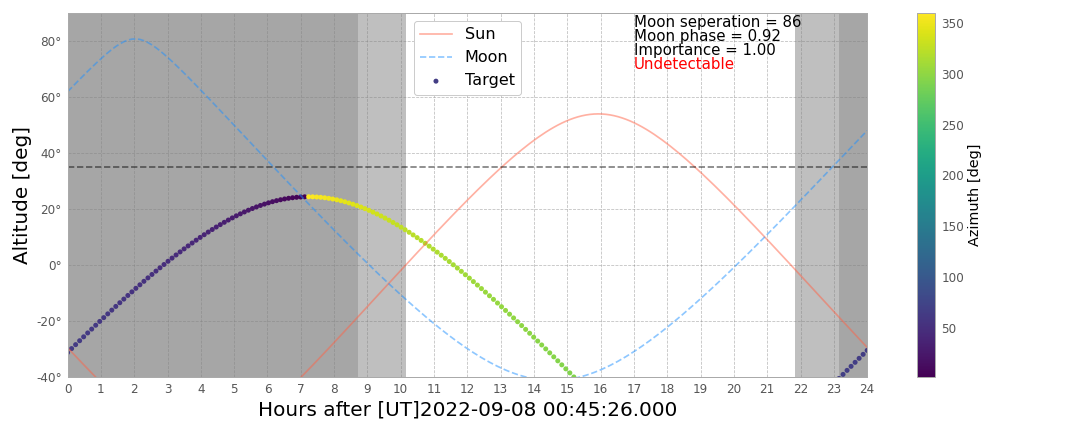 Moon seperation = 86
Moon phase = 0.92
Importance = 1.00
Undetectable
Sun
Moon
Target
80°
60°
40°
20°
0°
-20°
-40°
Altitude [deg]
0 1 2 3 4 5 6 7 8 9 10 11 12 13 14 15 16 17 18 19 20 21 22 23 24
Hours after [UT]2022-09-08 00:45:26.000
350
300
250
200
150
100
50
Azimuth [deg]